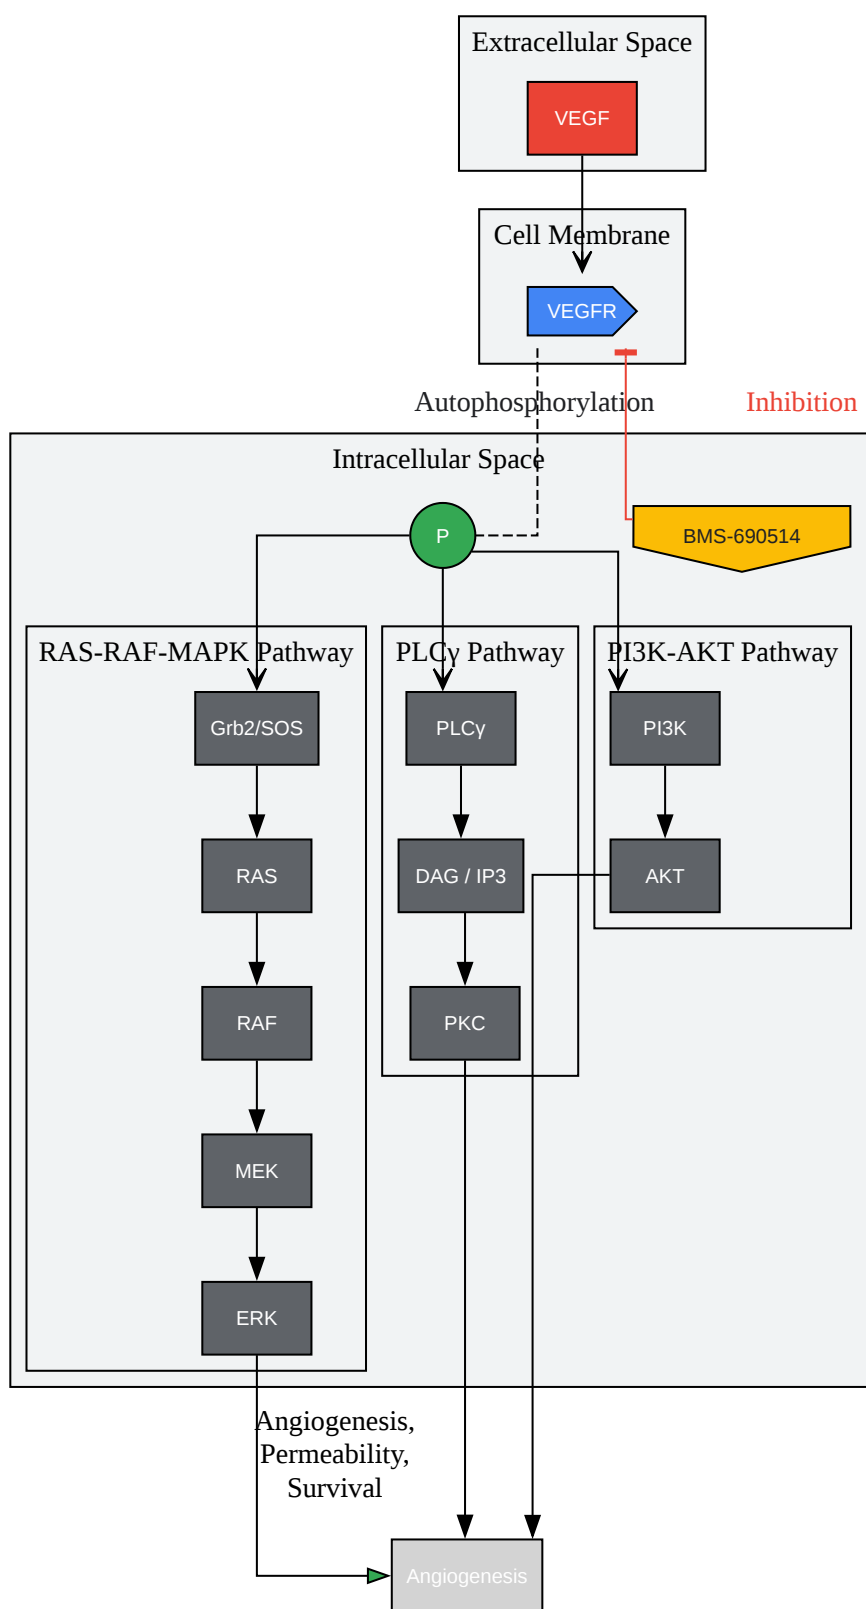 Extracellular Space
VEGF
Cell Membrane
VEGFR
Autophosphorylation
Inhibition
Intracellular Space
P
BMS-690514
RAS-RAF-MAPK Pathway
PLCγ Pathway
PI3K-AKT Pathway
Grb2/SOS
PLCγ
PI3K
RAS
DAG / IP3
AKT
RAF
PKC
MEK
ERK
Angiogenesis,
Permeability,
Survival
Angiogenesis